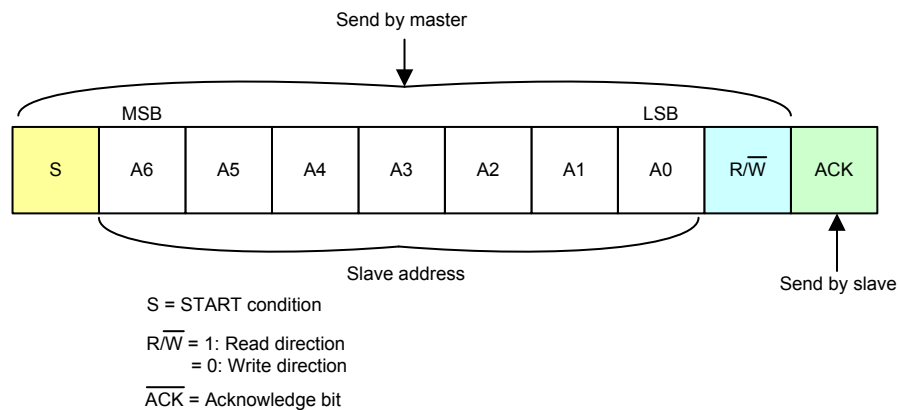 Send by master
MSB LSB
S A6 A5 A4 A3 A2 A1 A0 R/W̅ ACK
Slave address
Send by slave
S = START condition
R/W̅ = 1: Read direction
= 0: Write direction
A̅C̅K̅ = Acknowledge bit